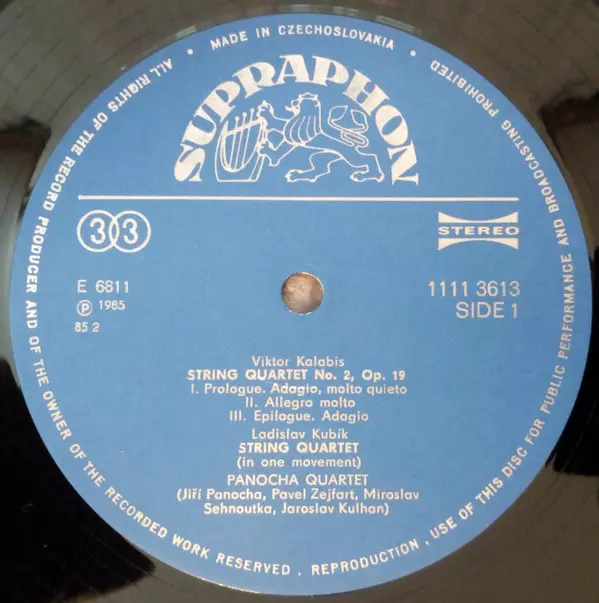 • MADE IN CZECHOSLOVAKIA •
ALL RIGHTS OF THE RECORD PRODUCER AND OF THE OWNER OF THE RECORDED WORK RESERVED . REPRODUCTION , USE OF THIS DISC FOR PUBLIC PERFORMANCE AND BROADCASTING PROHIBITED
SUPRAPHON
33
STEREO
E 6811
℗ 1985
85 2
1111 3613
SIDE 1
Viktor Kalabis
STRING QUARTET No. 2, Op. 19
I. Prologue. Adagio, molto quieto
II. Allegro molto
III. Epilogue. Adagio
Ladislav Kubík
STRING QUARTET
(in one movement)
PANOCHA QUARTET
(Jiří Panocha, Pavel Zejfart, Miroslav
Sehnoutka, Jaroslav Kulhan)